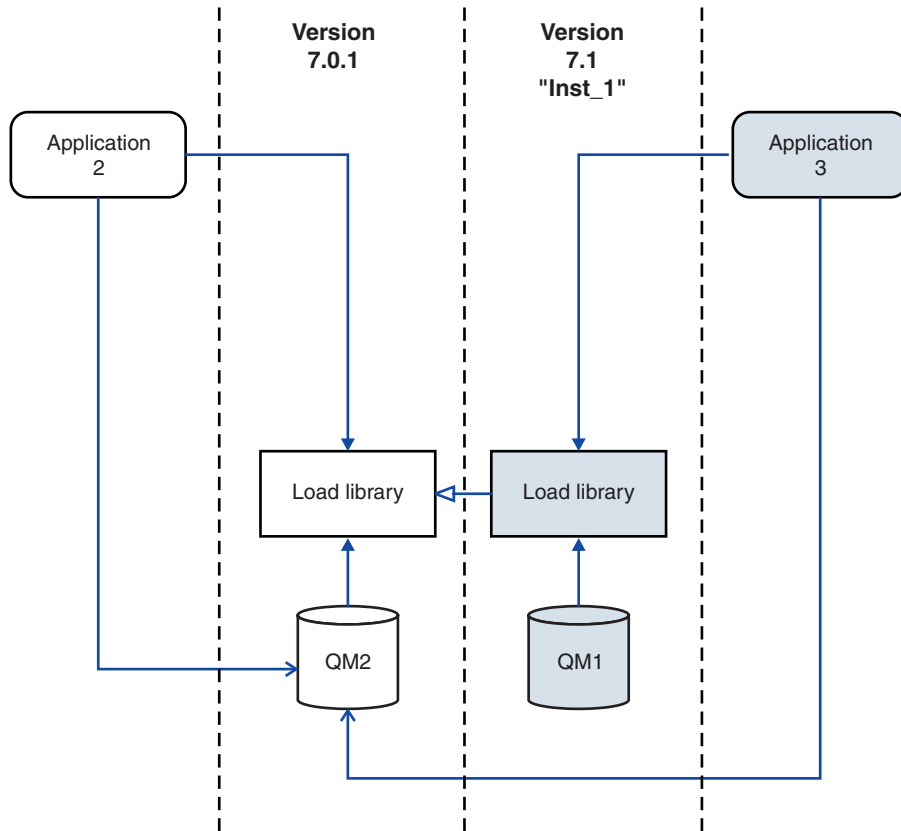 Version
7.0.1
Version
7.1
"Inst_1"
Application
2
Application
3
Load library
Load library
QM2
QM1